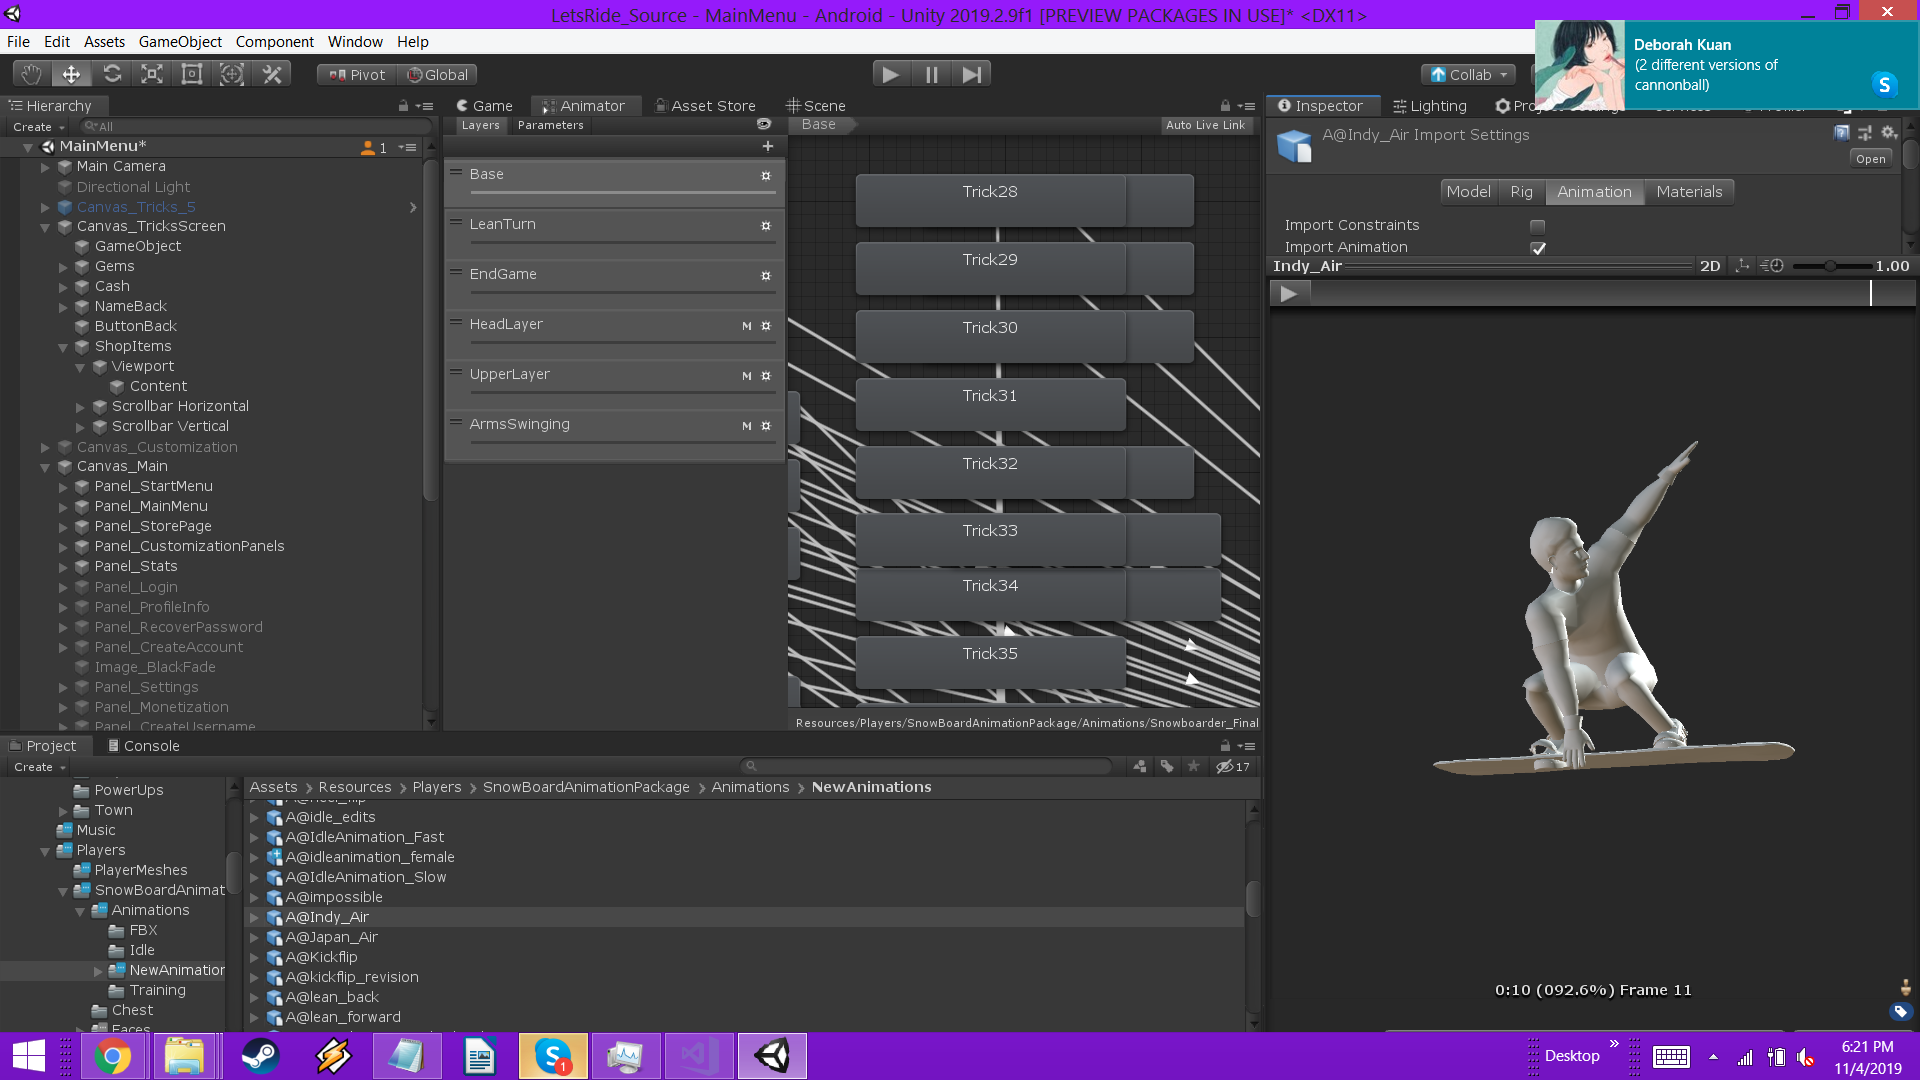 LetsRide_Source - MainMenu - Android - Unity 2019.2.9f1 [PREVIEW PACKAGES IN USE]* <DX11>
File Edit Assets GameObject Component Window Help
Deborah Kuan
(2 different versions of
cannonball)
Pivot Global
Collab
Hierarchy
Create All
MainMenu* 1
Main Camera
Directional Light
Canvas_Tricks_5
Canvas_TricksScreen
GameObject
Gems
Cash
NameBack
ButtonBack
ShopItems
Viewport
Content
Scrollbar Horizontal
Scrollbar Vertical
Canvas_Customization
Canvas_Main
Panel_StartMenu
Panel_MainMenu
Panel_StorePage
Panel_CustomizationPanels
Panel_Stats
Panel_Login
Panel_ProfileInfo
Panel_RecoverPassword
Panel_CreateAccount
Image_BlackFade
Panel_Settings
Panel_Monetization
Panel_CreateUsername
Game Animator Asset Store Scene
Layers Parameters
Base
Auto Live Link
Base
LeanTurn
EndGame
HeadLayer M
UpperLayer M
ArmsSwinging M
Trick28
Trick29
Trick30
Trick31
Trick32
Trick33
Trick34
Trick35
Resources/Players/SnowBoardAnimationPackage/Animations/Snowboarder_Final
Inspector Lighting
A@Indy_Air Import Settings
Open
Model Rig Animation Materials
Import Constraints
Import Animation
Indy_Air 2D 1.00
0:10 (092.6%) Frame 11
Project Console
Create
17
PowerUps
Town
Music
Players
PlayerMeshes
SnowBoardAnimat
Animations
FBX
Idle
NewAnimation
Training
Chest
Faces
Assets Resources Players SnowBoardAnimationPackage Animations NewAnimations
A@heel_flip
A@idle_edits
A@IdleAnimation_Fast
A@idleanimation_female
A@IdleAnimation_Slow
A@impossible
A@Indy_Air
A@Japan_Air
A@Kickflip
A@kickflip_revision
A@lean_back
A@lean_forward
1
Desktop
6:21 PM
11/4/2019